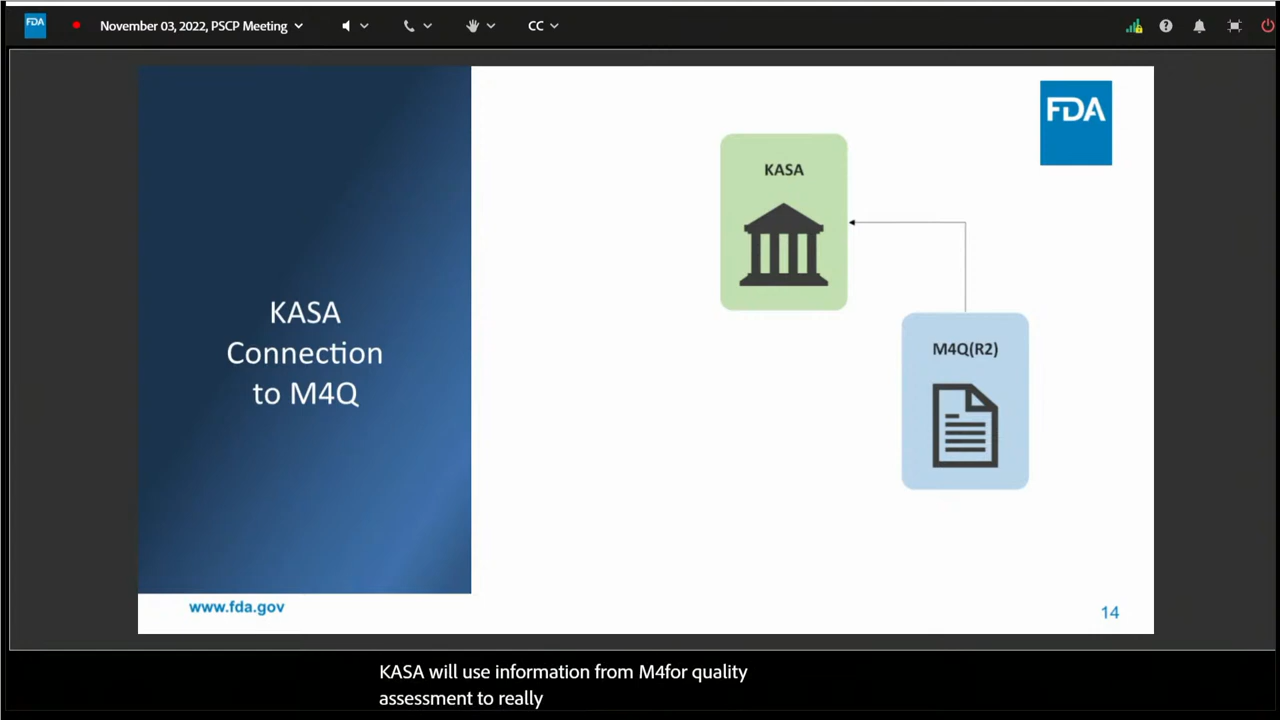 FDA
November 03, 2022, PSCP Meeting
CC
FDA
KASA
M4Q(R2)
KASA
Connection
to M4Q
www.fda.gov
14
KASA will use information from M4for quality
assessment to really